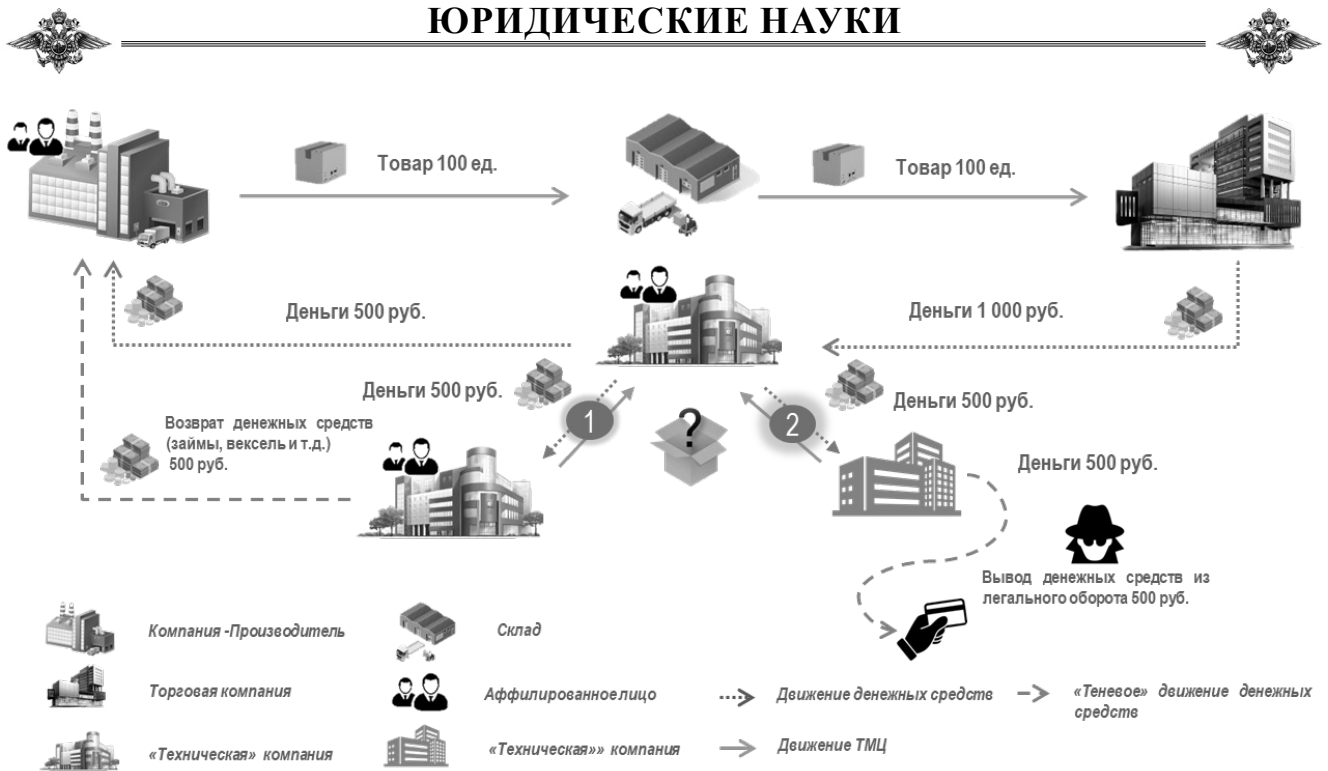 ЮРИДИЧЕСКИЕ НАУКИ
Товар 100 ед.
Товар 100 ед.
Деньги 500 руб.
Деньги 1 000 руб.
Деньги 500 руб.
Деньги 500 руб.
Возврат денежных средств
(займы, вексель и т.д.)
500 руб.
1
?
2
Деньги 500 руб.
Вывод денежных средств из
легального оборота 500 руб.
Компания -Производитель
Склад
Торговая компания
Аффилированное лицо
Движение денежных средств
«Теневое» движение денежных
средств
«Техническая» компания
«Техническая»» компания
Движение ТМЦ